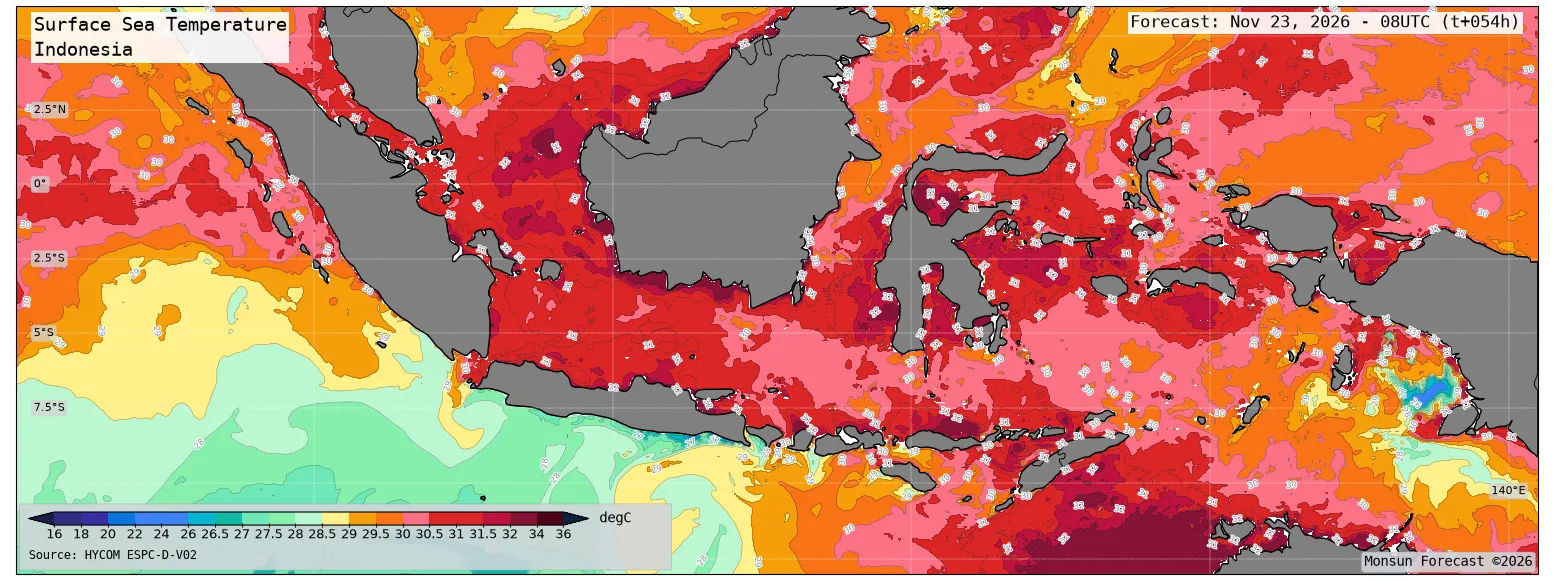 Surface Sea Temperature
Indonesia
Forecast: Nov 23, 2026 - 08UTC (t+054h)
2.5°N
0°
2.5°S
5°S
7.5°S
140°E
degC
16 18 20 22 24 26 26.5 27 27.5 28 28.5 29 29.5 30 30.5 31 31.5 32 34 36
Source: HYCOM ESPC-D-V02
Monsun Forecast ©2026